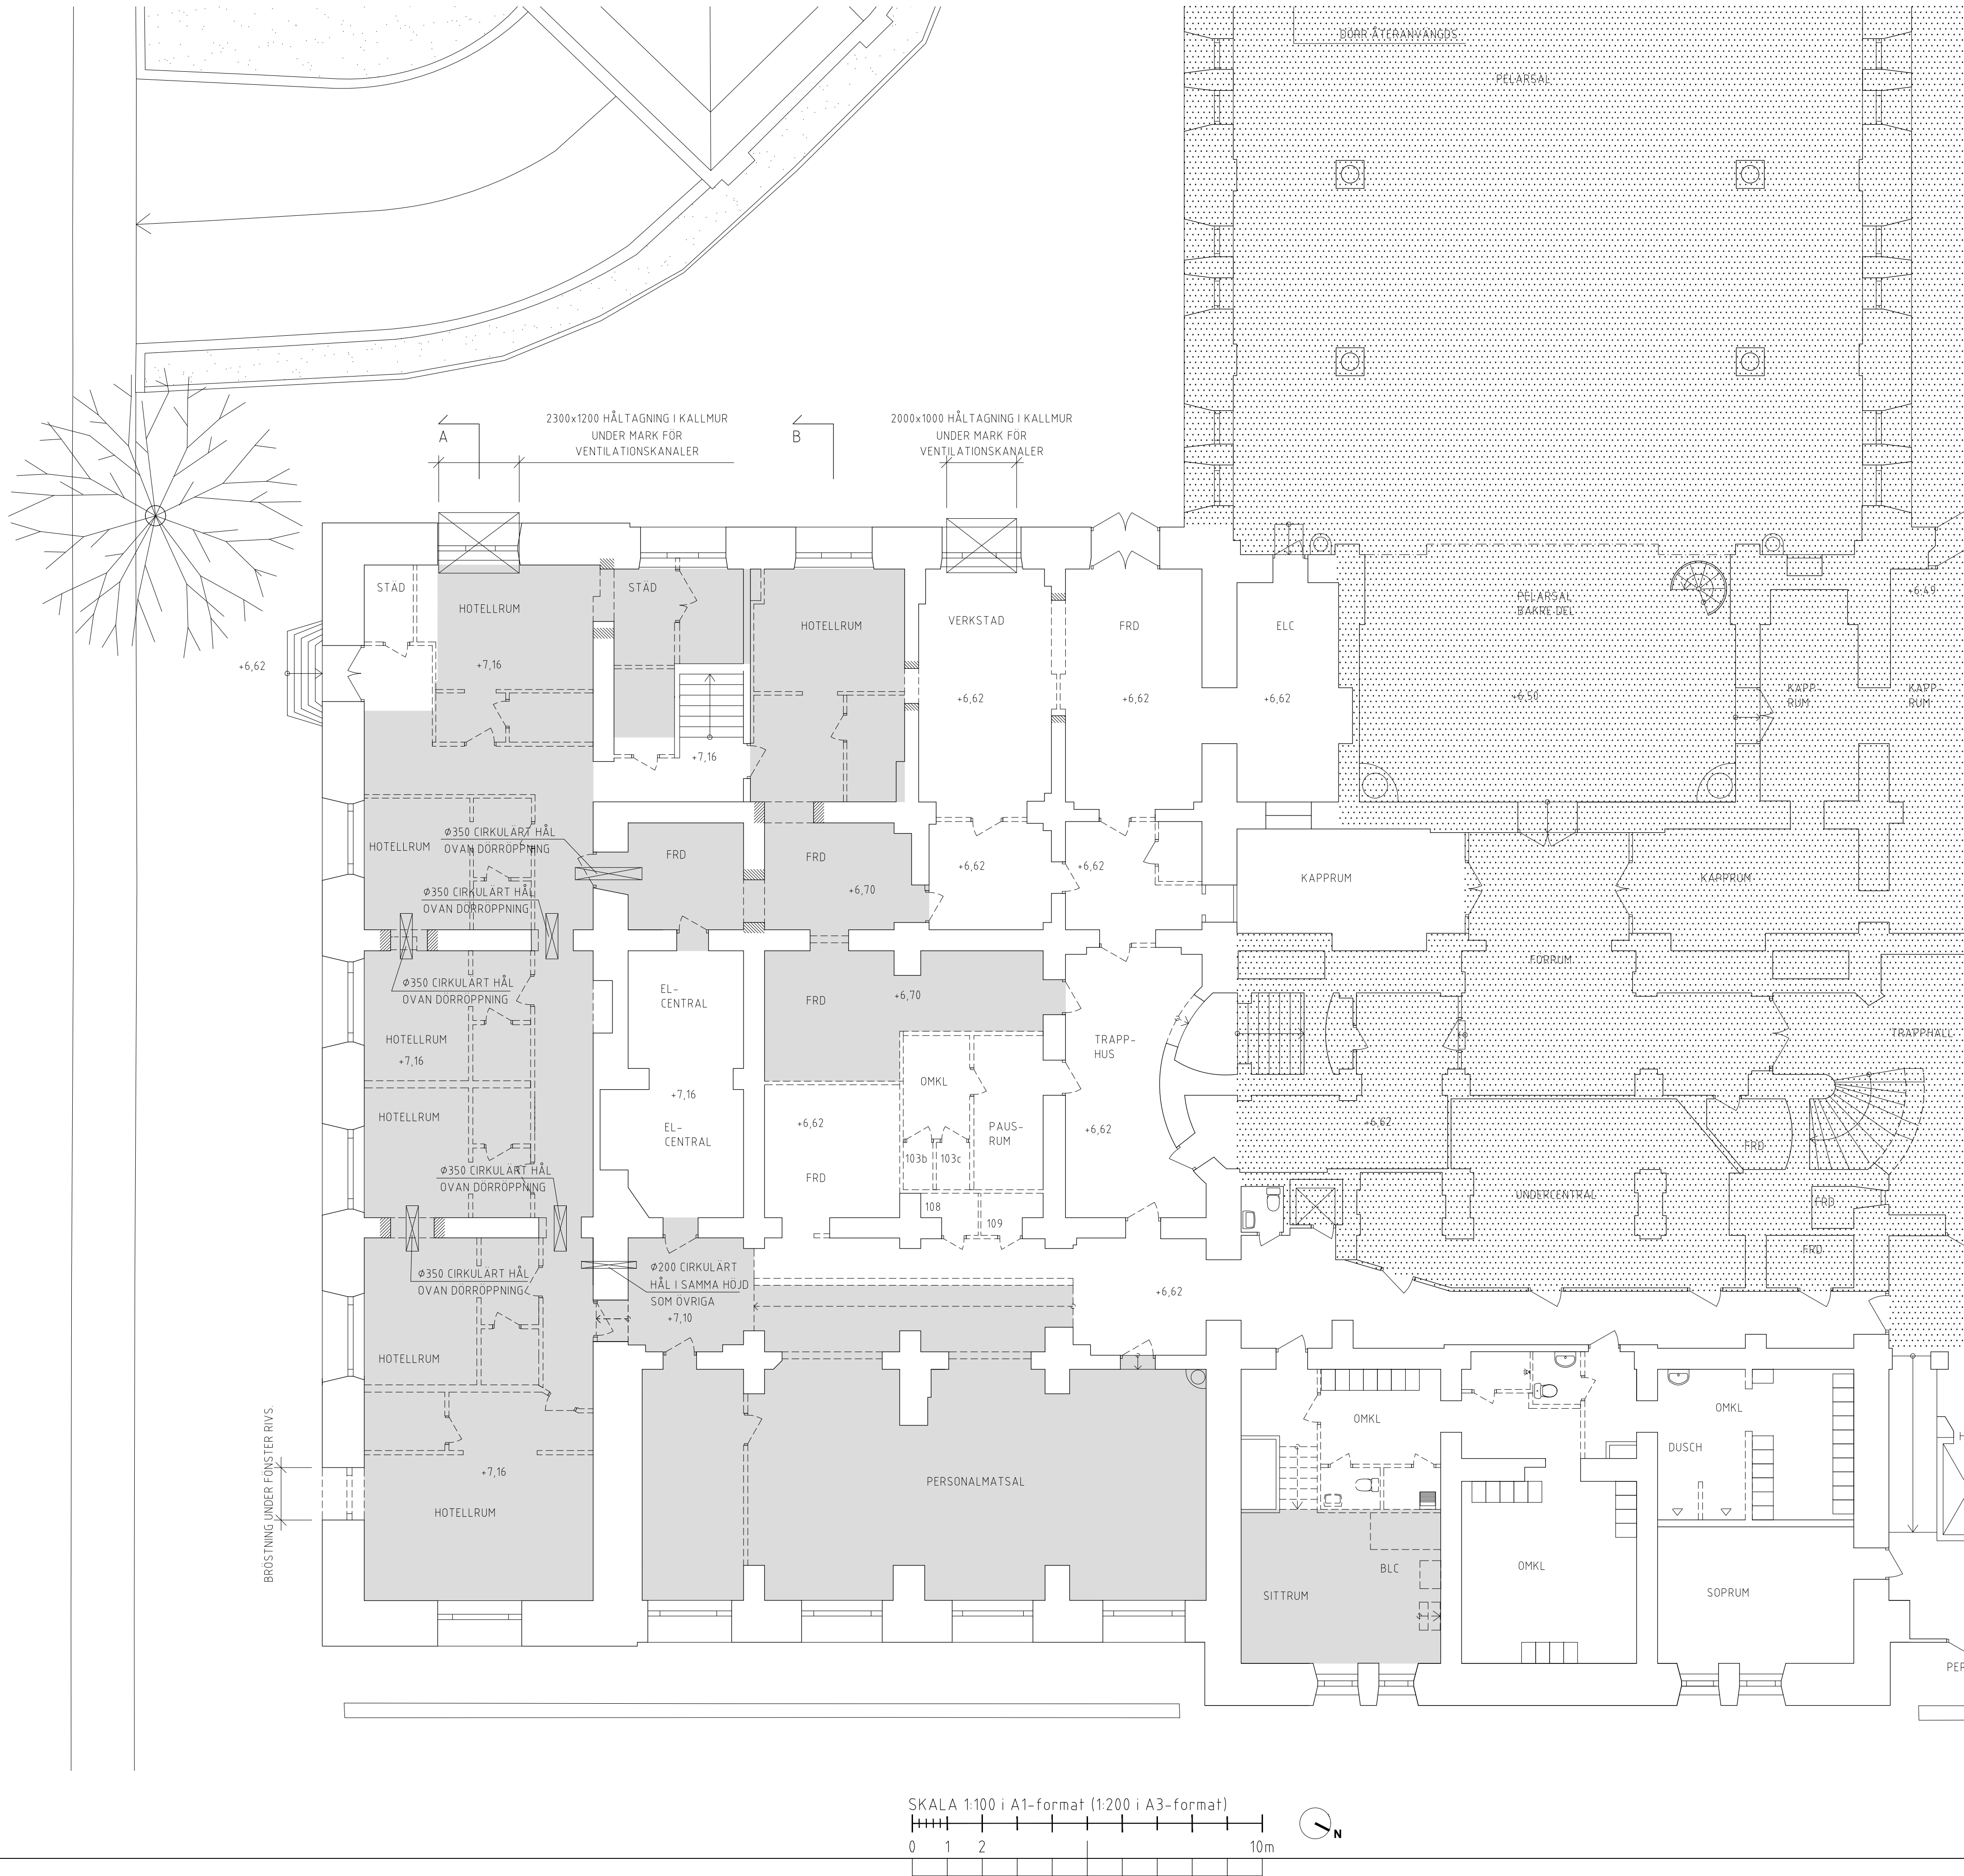 DÖRR ÅTERANVÄNGDS
PELARSAL
A
2300x1200 HÅLTAGNING I KALLMUR
UNDER MARK FÖR
VENTILATIONSKANALER
B
2000x1000 HÅLTAGNING I KALLMUR
UNDER MARK FÖR
VENTILATIONSKANALER
STÄD
HOTELLRUM
+7,16
+6,62
STÄD
+7,16
HOTELLRUM
VERKSTAD
+6,62
FRD
+6,62
ELC
+6,62
PELARSAL
BAKRE DEL
+6,50
KAPP-
RUM
+6,49
KAPP-
RUM
HOTELLRUM
Ø350 CIRKULÄRT HÅL
OVAN DÖRRÖPPNING
Ø350 CIRKULÄRT HÅL
OVAN DÖRRÖPPNING
FRD
FRD
+6,70
+6,62
+6,62
KAPPRUM
KAPPRUM
Ø350 CIRKULÄRT HÅL
OVAN DÖRRÖPPNING
HOTELLRUM
+7,16
HOTELLRUM
EL-
CENTRAL
+7,16
EL-
CENTRAL
FRD
+6,70
OMKL
PAUS-
RUM
103b
103c
+6,62
FRD
108
109
TRAPP-
HUS
+6,62
FÖRRUM
TRAPPHALL
+6,62
FRD
UNDERCENTRAL
FRD
FRD
Ø350 CIRKULÄRT HÅL
OVAN DÖRRÖPPNING
Ø350 CIRKULÄRT HÅL
OVAN DÖRRÖPPNING
Ø200 CIRKULÄRT
HÅL I SAMMA HÖJD
SOM ÖVRIGA
+7,10
+6,62
HOTELLRUM
+7,16
HOTELLRUM
BRÖSTNING UNDER FÖNSTER RIVS.
PERSONALMATSAL
OMKL
BLC
SITTRUM
OMKL
OMKL
DUSCH
SOPRUM
H
PER
SKALA 1:100 i A1-format (1:200 i A3-format)
0 1 2 10m
N